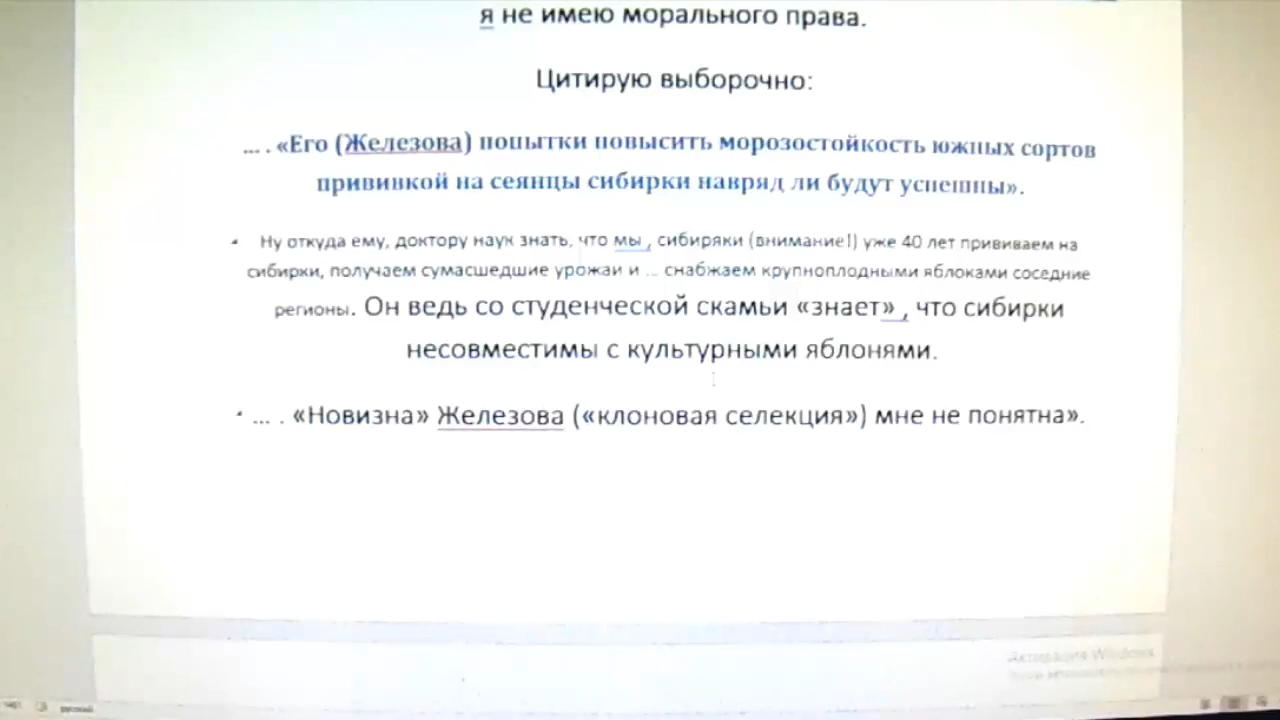 я не имею морального права.
Цитирую выборочно:
... . «Его (Железова) попытки повысить морозостойкость южных сортов
прививкой на сеянцы сибирки навряд ли будут успешны».
Ну откуда ему, доктору наук знать, что мы , сибиряки (внимание!) уже 40 лет прививаем на
сибирки, получаем сумасшедшие урожаи и ... снабжаем крупноплодными яблоками соседние
регионы. Он ведь со студенческой скамьи «знает» , что сибирки
несовместимы с культурными яблонями.
... . «Новизна» Железова («клоновая селекция») мне не понятна».
Активация Windows
русский